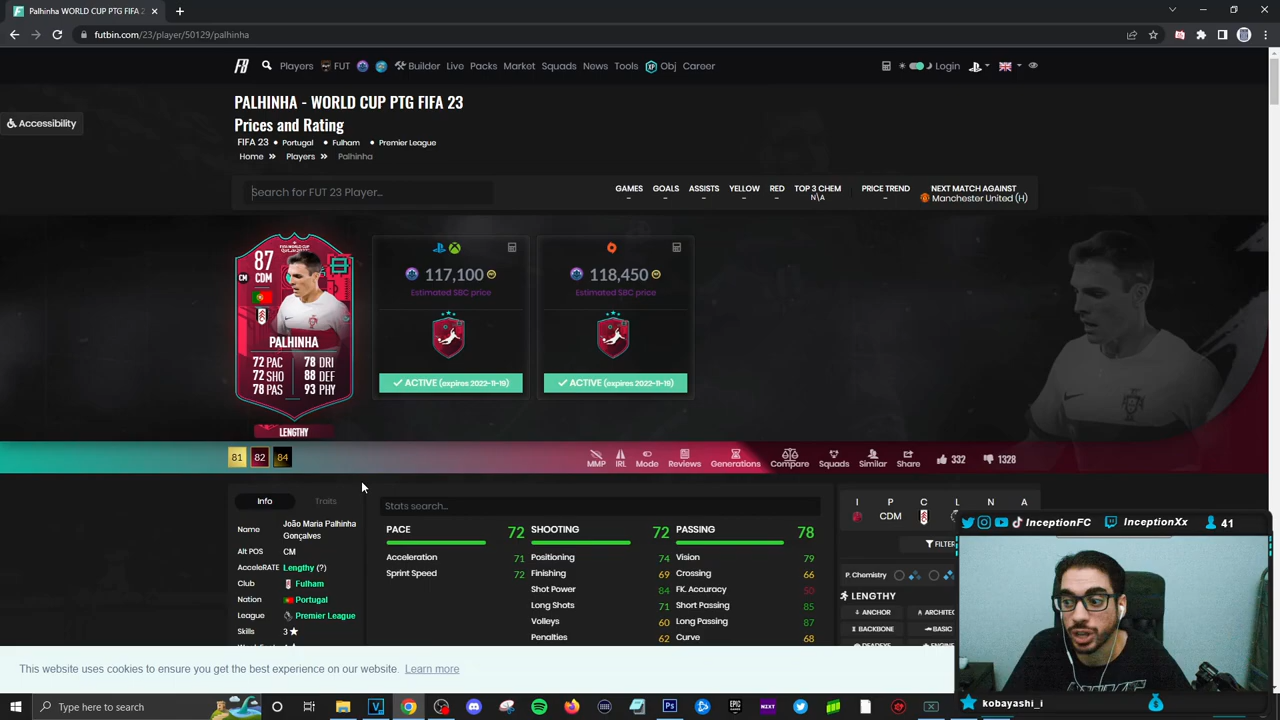 Palhinha WORLD CUP PTG FIFA 2
futbin.com/23/player/50129/palhinha
FB Players FUT Builder Live Packs Market Squads News Tools Obj Career Login
PALHINHA - WORLD CUP PTG FIFA 23
Prices and Rating
FIFA 23 • Portugal • Fulham • Premier League
Home » Players » Palhinha
Accessibility
Search for FUT 23 Player...
GAMES GOALS ASSISTS YELLOW RED TOP 3 CHEM PRICE TREND NEXT MATCH AGAINST
- - - - - N\A - Manchester United (H)
87
CDM
CM
PALHINHA
72 PAC 78 DRI
72 SHO 88 DEF
78 PAS 93 PHY
LENGTHY
117,100
Estimated SBC price
ACTIVE (expires 2022-11-19)
118,450
Estimated SBC price
ACTIVE (expires 2022-11-19)
81 82 84
MMP IRL Mode Reviews Generations Compare Squads Similar Share 332 1328
Info Traits
Name João Maria Palhinha Gonçalves
Alt POS CM
AcceleRATE Lengthy (?)
Club Fulham
Nation Portugal
League Premier League
Skills 3
Stats search...
PACE 72
Acceleration 71
Sprint Speed 72
SHOOTING 72
Positioning 74
Finishing 69
Shot Power 84
Long Shots 71
Volleys 60
Penalties 62
PASSING 78
Vision 79
Crossing 66
FK. Accuracy 50
Short Passing 85
Long Passing 87
Curve 68
I P C L N A
CDM
FILTER
P. Chemistry
LENGTHY
ANCHOR
BACKBONE BASIC
InceptionFC InceptionXx 41
kobayashi_i
This website uses cookies to ensure you get the best experience on our website. Learn more
Type here to search